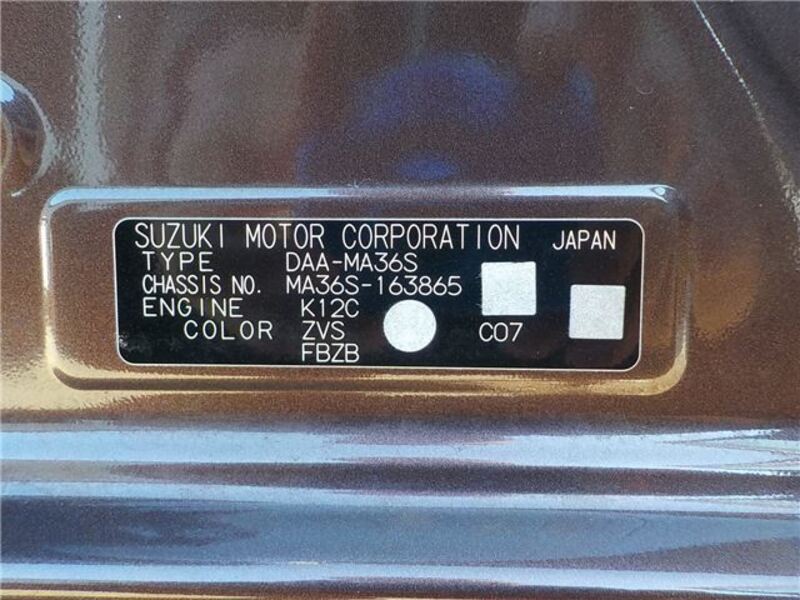 SUZUKI MOTOR CORPORATION JAPAN
TYPE DAA-MA36S
CHASSIS NO. MA36S-163865
ENGINE K12C
COLOR ZVS C07
FBZB